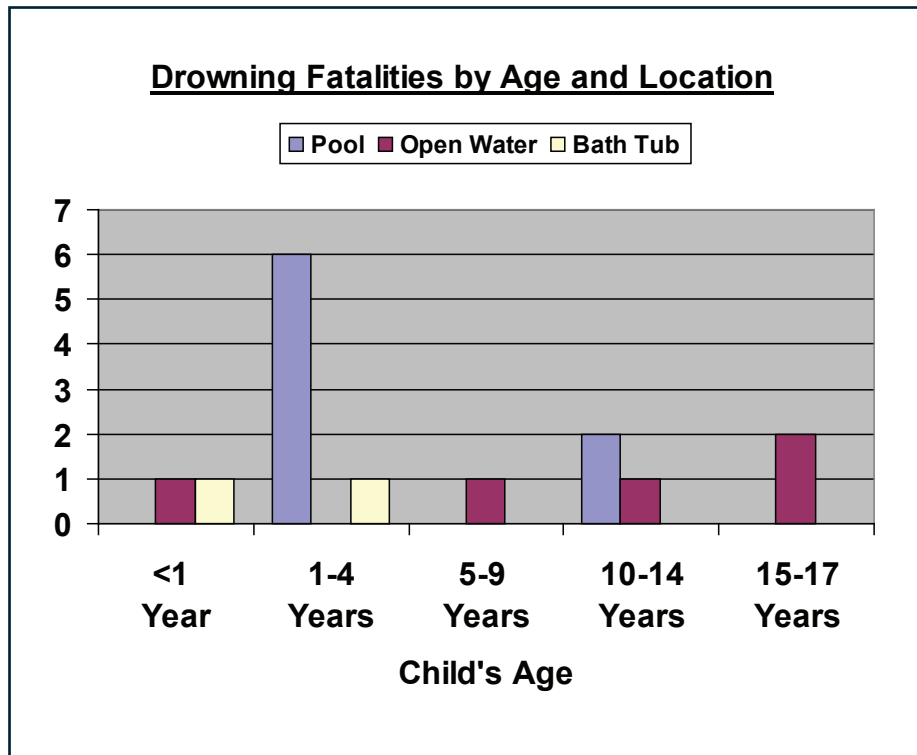 Drowning Fatalities by Age and Location
Pool Open Water Bath Tub
7
6
5
4
3
2
1
0
<1 1-4 5-9 10-14 15-17
Year Years Years Years Years
Child's Age